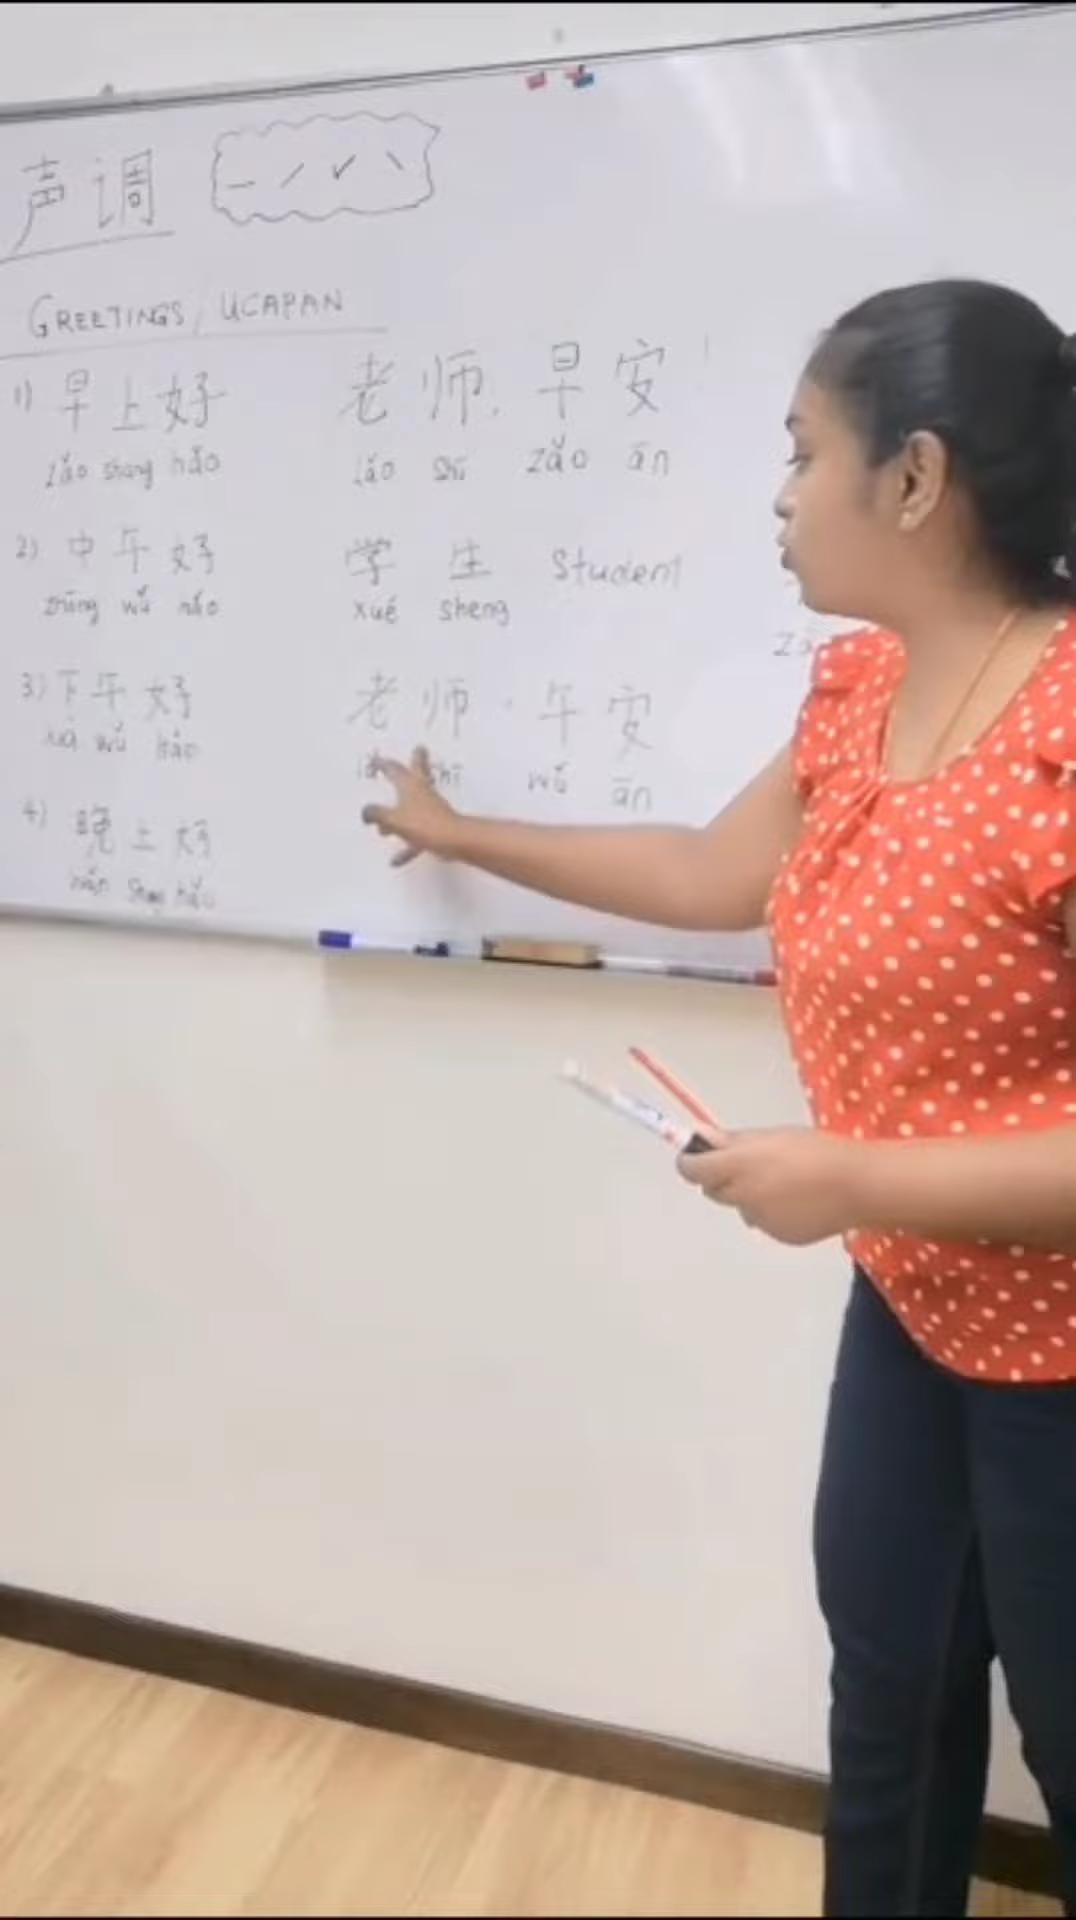 声调 - ˊ ˇ ˋ
GREETINGS / UCAPAN
1) 早上好
zǎo shang hǎo
2) 中午好
zhōng wǔ hǎo
3) 下午好
xià wǔ hǎo
4) 晚上好
wǎn shang hǎo
老师, 早安!
lǎo shī zǎo ān
学生 Student
xué sheng
老师, 午安
shī wǔ ān